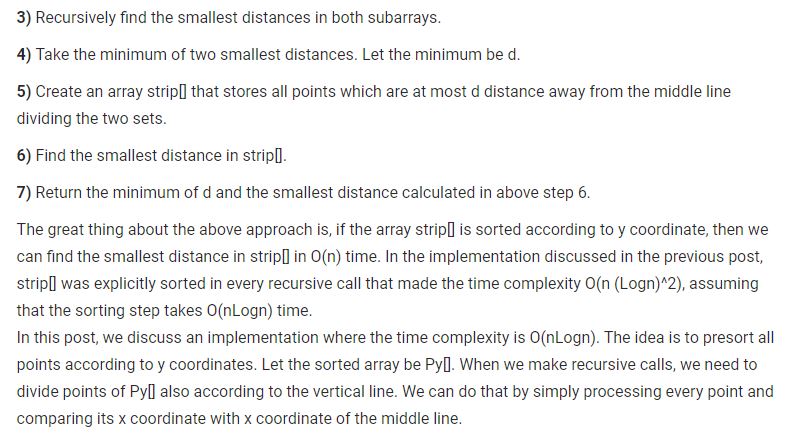 3) Recursively find the smallest distances in both subarrays.
4) Take the minimum of two smallest distances. Let the minimum be d.
5) Create an array strip[] that stores all points which are at most d distance away from the middle line
dividing the two sets.
6) Find the smallest distance in strip[].
7) Return the minimum of d and the smallest distance calculated in above step 6.
The great thing about the above approach is, if the array strip[] is sorted according to y coordinate, then we
can find the smallest distance in strip[] in O(n) time. In the implementation discussed in the previous post,
strip[] was explicitly sorted in every recursive call that made the time complexity O(n (Logn)^2), assuming
that the sorting step takes O(nLogn) time.
In this post, we discuss an implementation where the time complexity is O(nLogn). The idea is to presort all
points according to y coordinates. Let the sorted array be Py[]. When we make recursive calls, we need to
divide points of Py[] also according to the vertical line. We can do that by simply processing every point and
comparing its x coordinate with x coordinate of the middle line.